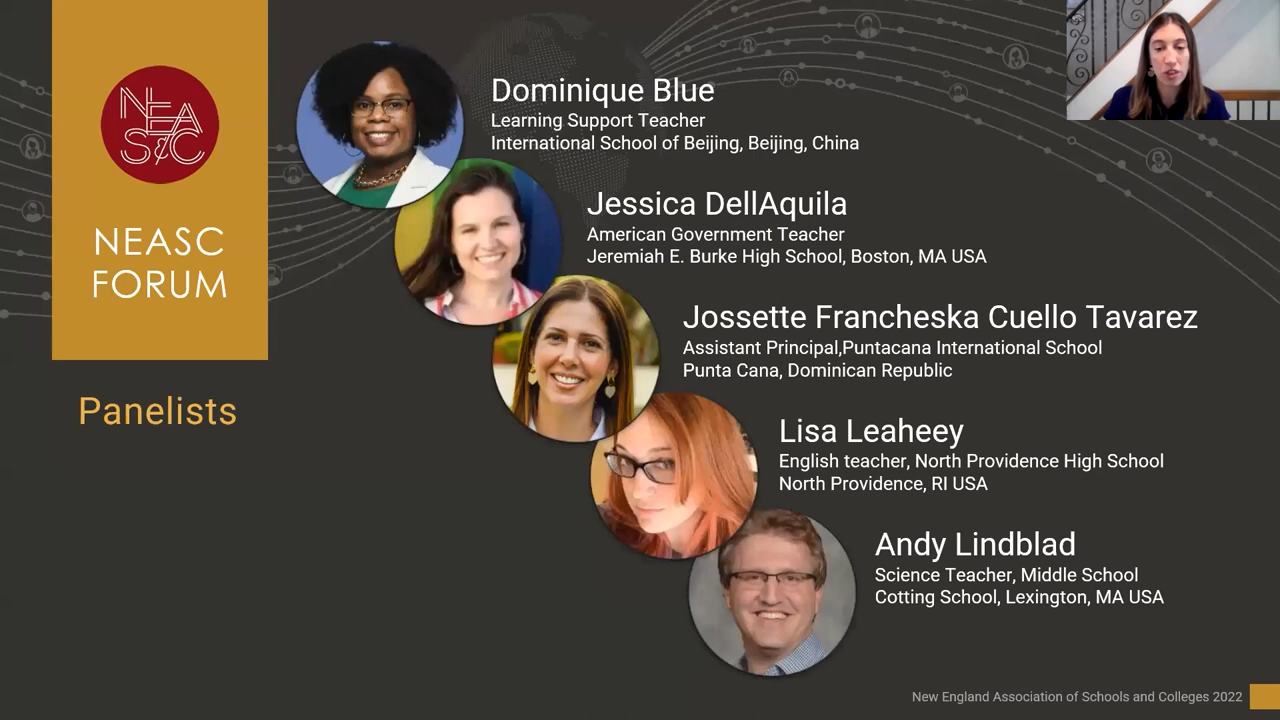 NEA
S&C
NEASC
FORUM
Panelists
Dominique Blue
Learning Support Teacher
International School of Beijing, Beijing, China
Jessica DellAquila
American Government Teacher
Jeremiah E. Burke High School, Boston, MA USA
Jossette Francheska Cuello Tavarez
Assistant Principal,Puntacana International School
Punta Cana, Dominican Republic
Lisa Leaheey
English teacher, North Providence High School
North Providence, RI USA
Andy Lindblad
Science Teacher, Middle School
Cotting School, Lexington, MA USA
New England Association of Schools and Colleges 2022